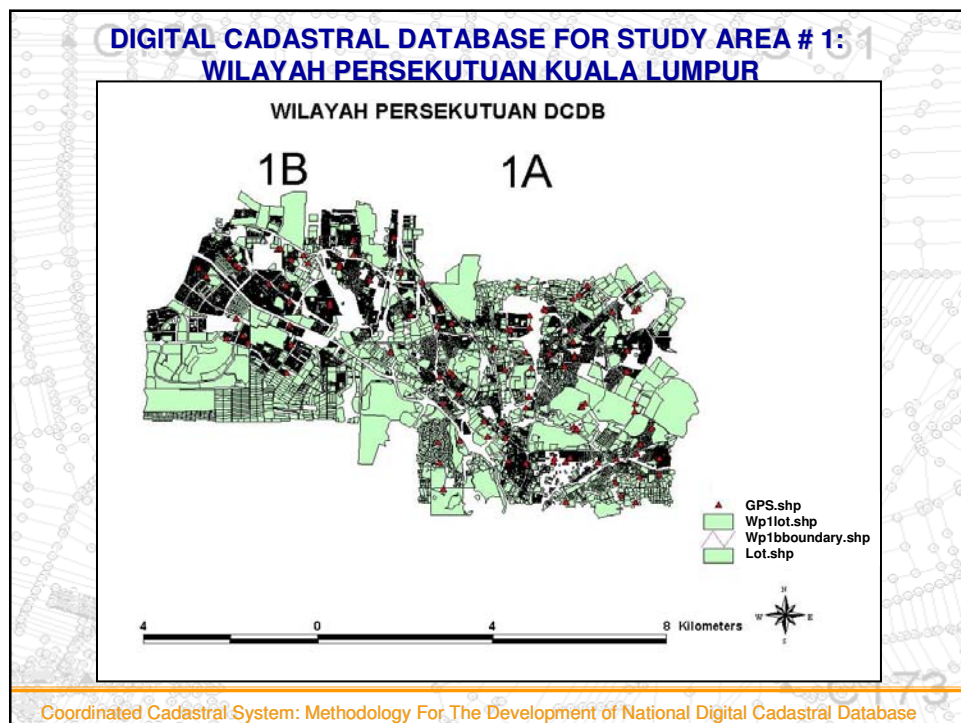 DIGITAL CADASTRAL DATABASE FOR STUDY AREA # 1:
WILAYAH PERSEKUTUAN KUALA LUMPUR
WILAYAH PERSEKUTUAN DCDB
1B 1A
GPS.shp
Wp1lot.shp
Wp1bboundary.shp
Lot.shp
N
W E
S
4 0 4 8 Kilometers
C173
Coordinated Cadastral System: Methodology For The Development of National Digital Cadastral Database